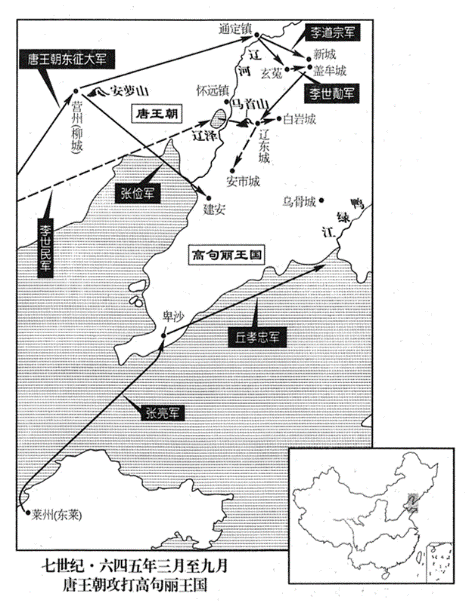 通定镇
李道宗军
辽河
新城
唐王朝东征大军
玄菟
盖牟城
安萝山
怀远镇
马首山
李世勣军
营州(柳城)
唐王朝
辽泽
辽东城
白岩城
张俭军
安市城
李世民军
建安
乌骨城
鸭绿江
高句丽王国
卑沙
丘孝忠军
张亮军
莱州(东莱)
七世纪·六四五年三月至九月
唐王朝攻打高句丽王国